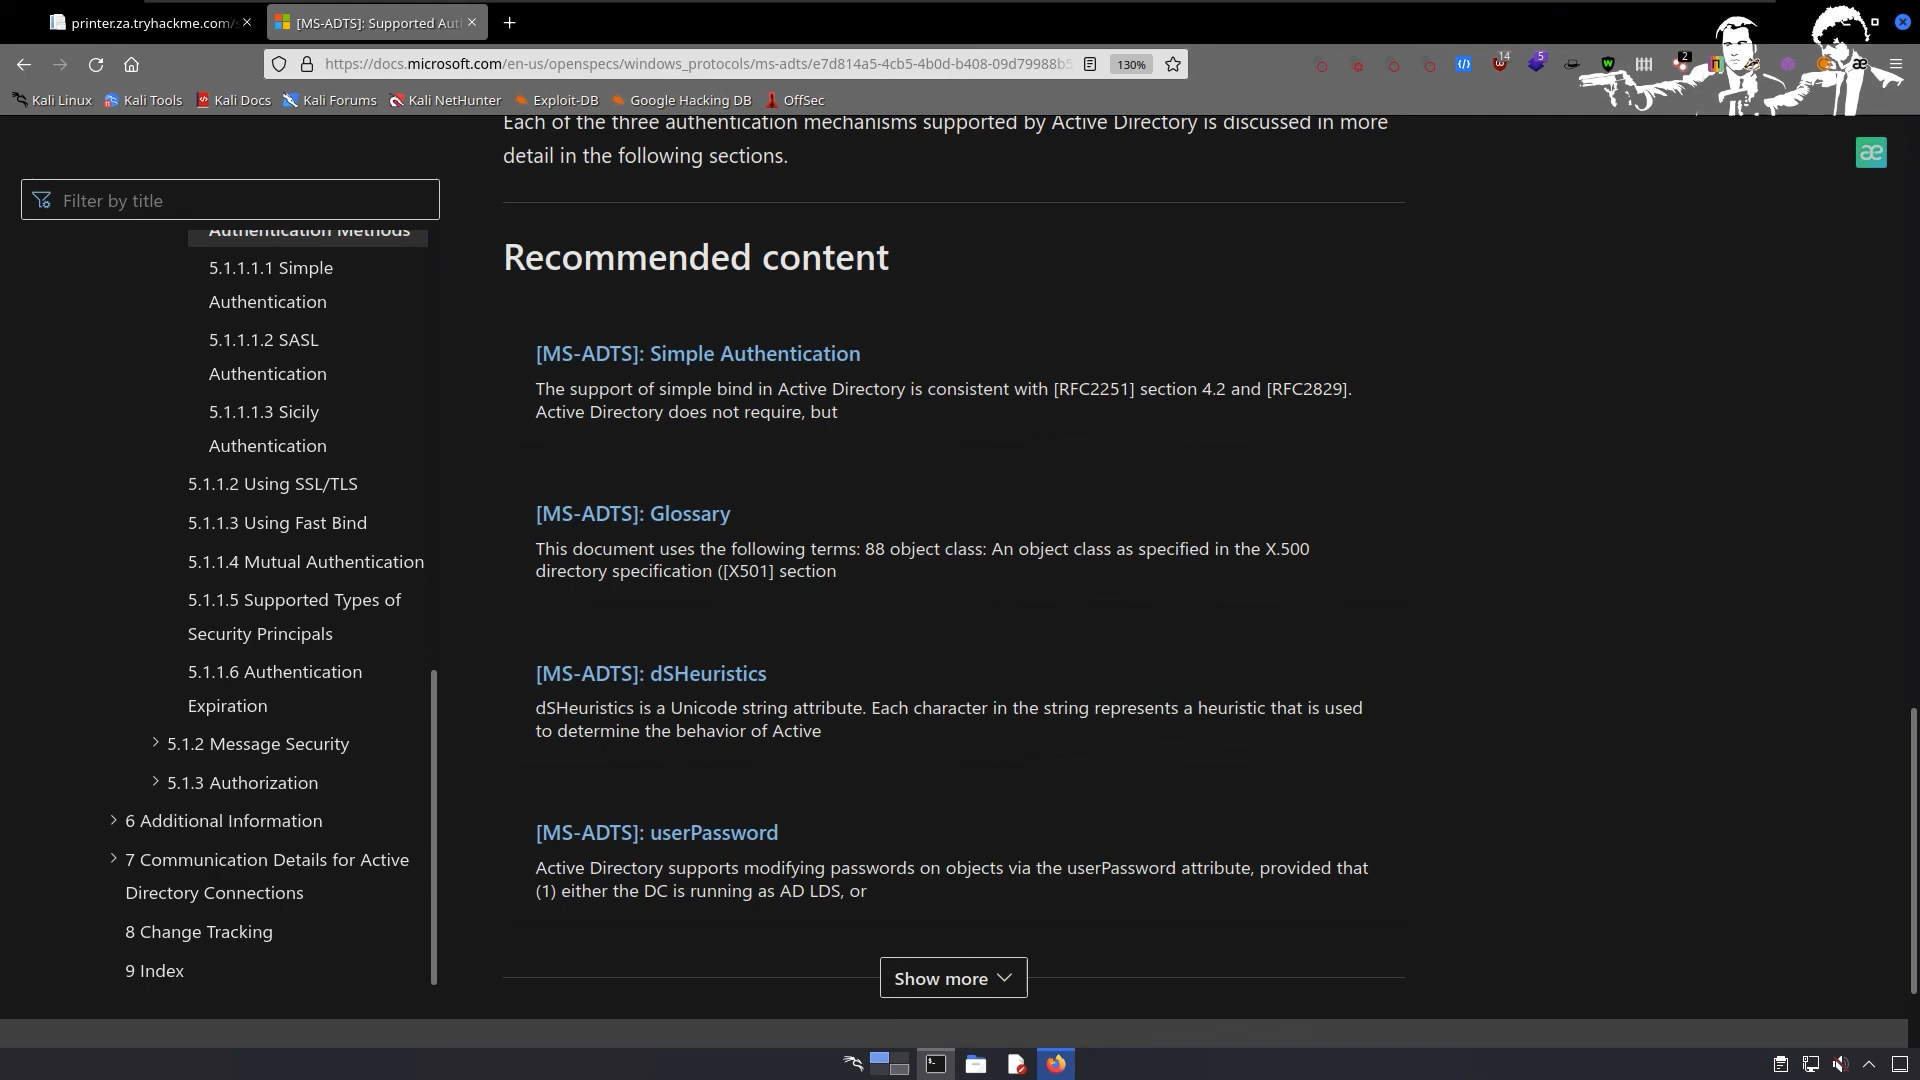 printer.za.tryhackme.com/
[MS-ADTS]: Supported Aut
https://docs.microsoft.com/en-us/openspecs/windows_protocols/ms-adts/e7d814a5-4cb5-4b0d-b408-09d79988b5
130%
14
5
2
Kali Linux
Kali Tools
Kali Docs
Kali Forums
Kali NetHunter
Exploit-DB
Google Hacking DB
OffSec
Filter by title
Authentication Methods
5.1.1.1.1 Simple
Authentication
5.1.1.1.2 SASL
Authentication
5.1.1.1.3 Sicily
Authentication
5.1.1.2 Using SSL/TLS
5.1.1.3 Using Fast Bind
5.1.1.4 Mutual Authentication
5.1.1.5 Supported Types of
Security Principals
5.1.1.6 Authentication
Expiration
5.1.2 Message Security
5.1.3 Authorization
6 Additional Information
7 Communication Details for Active
Directory Connections
8 Change Tracking
9 Index
Each of the three authentication mechanisms supported by Active Directory is discussed in more
detail in the following sections.
Recommended content
[MS-ADTS]: Simple Authentication
The support of simple bind in Active Directory is consistent with [RFC2251] section 4.2 and [RFC2829].
Active Directory does not require, but
[MS-ADTS]: Glossary
This document uses the following terms: 88 object class: An object class as specified in the X.500
directory specification ([X501] section
[MS-ADTS]: dSHeuristics
dSHeuristics is a Unicode string attribute. Each character in the string represents a heuristic that is used
to determine the behavior of Active
[MS-ADTS]: userPassword
Active Directory supports modifying passwords on objects via the userPassword attribute, provided that
(1) either the DC is running as AD LDS, or
Show more
æ